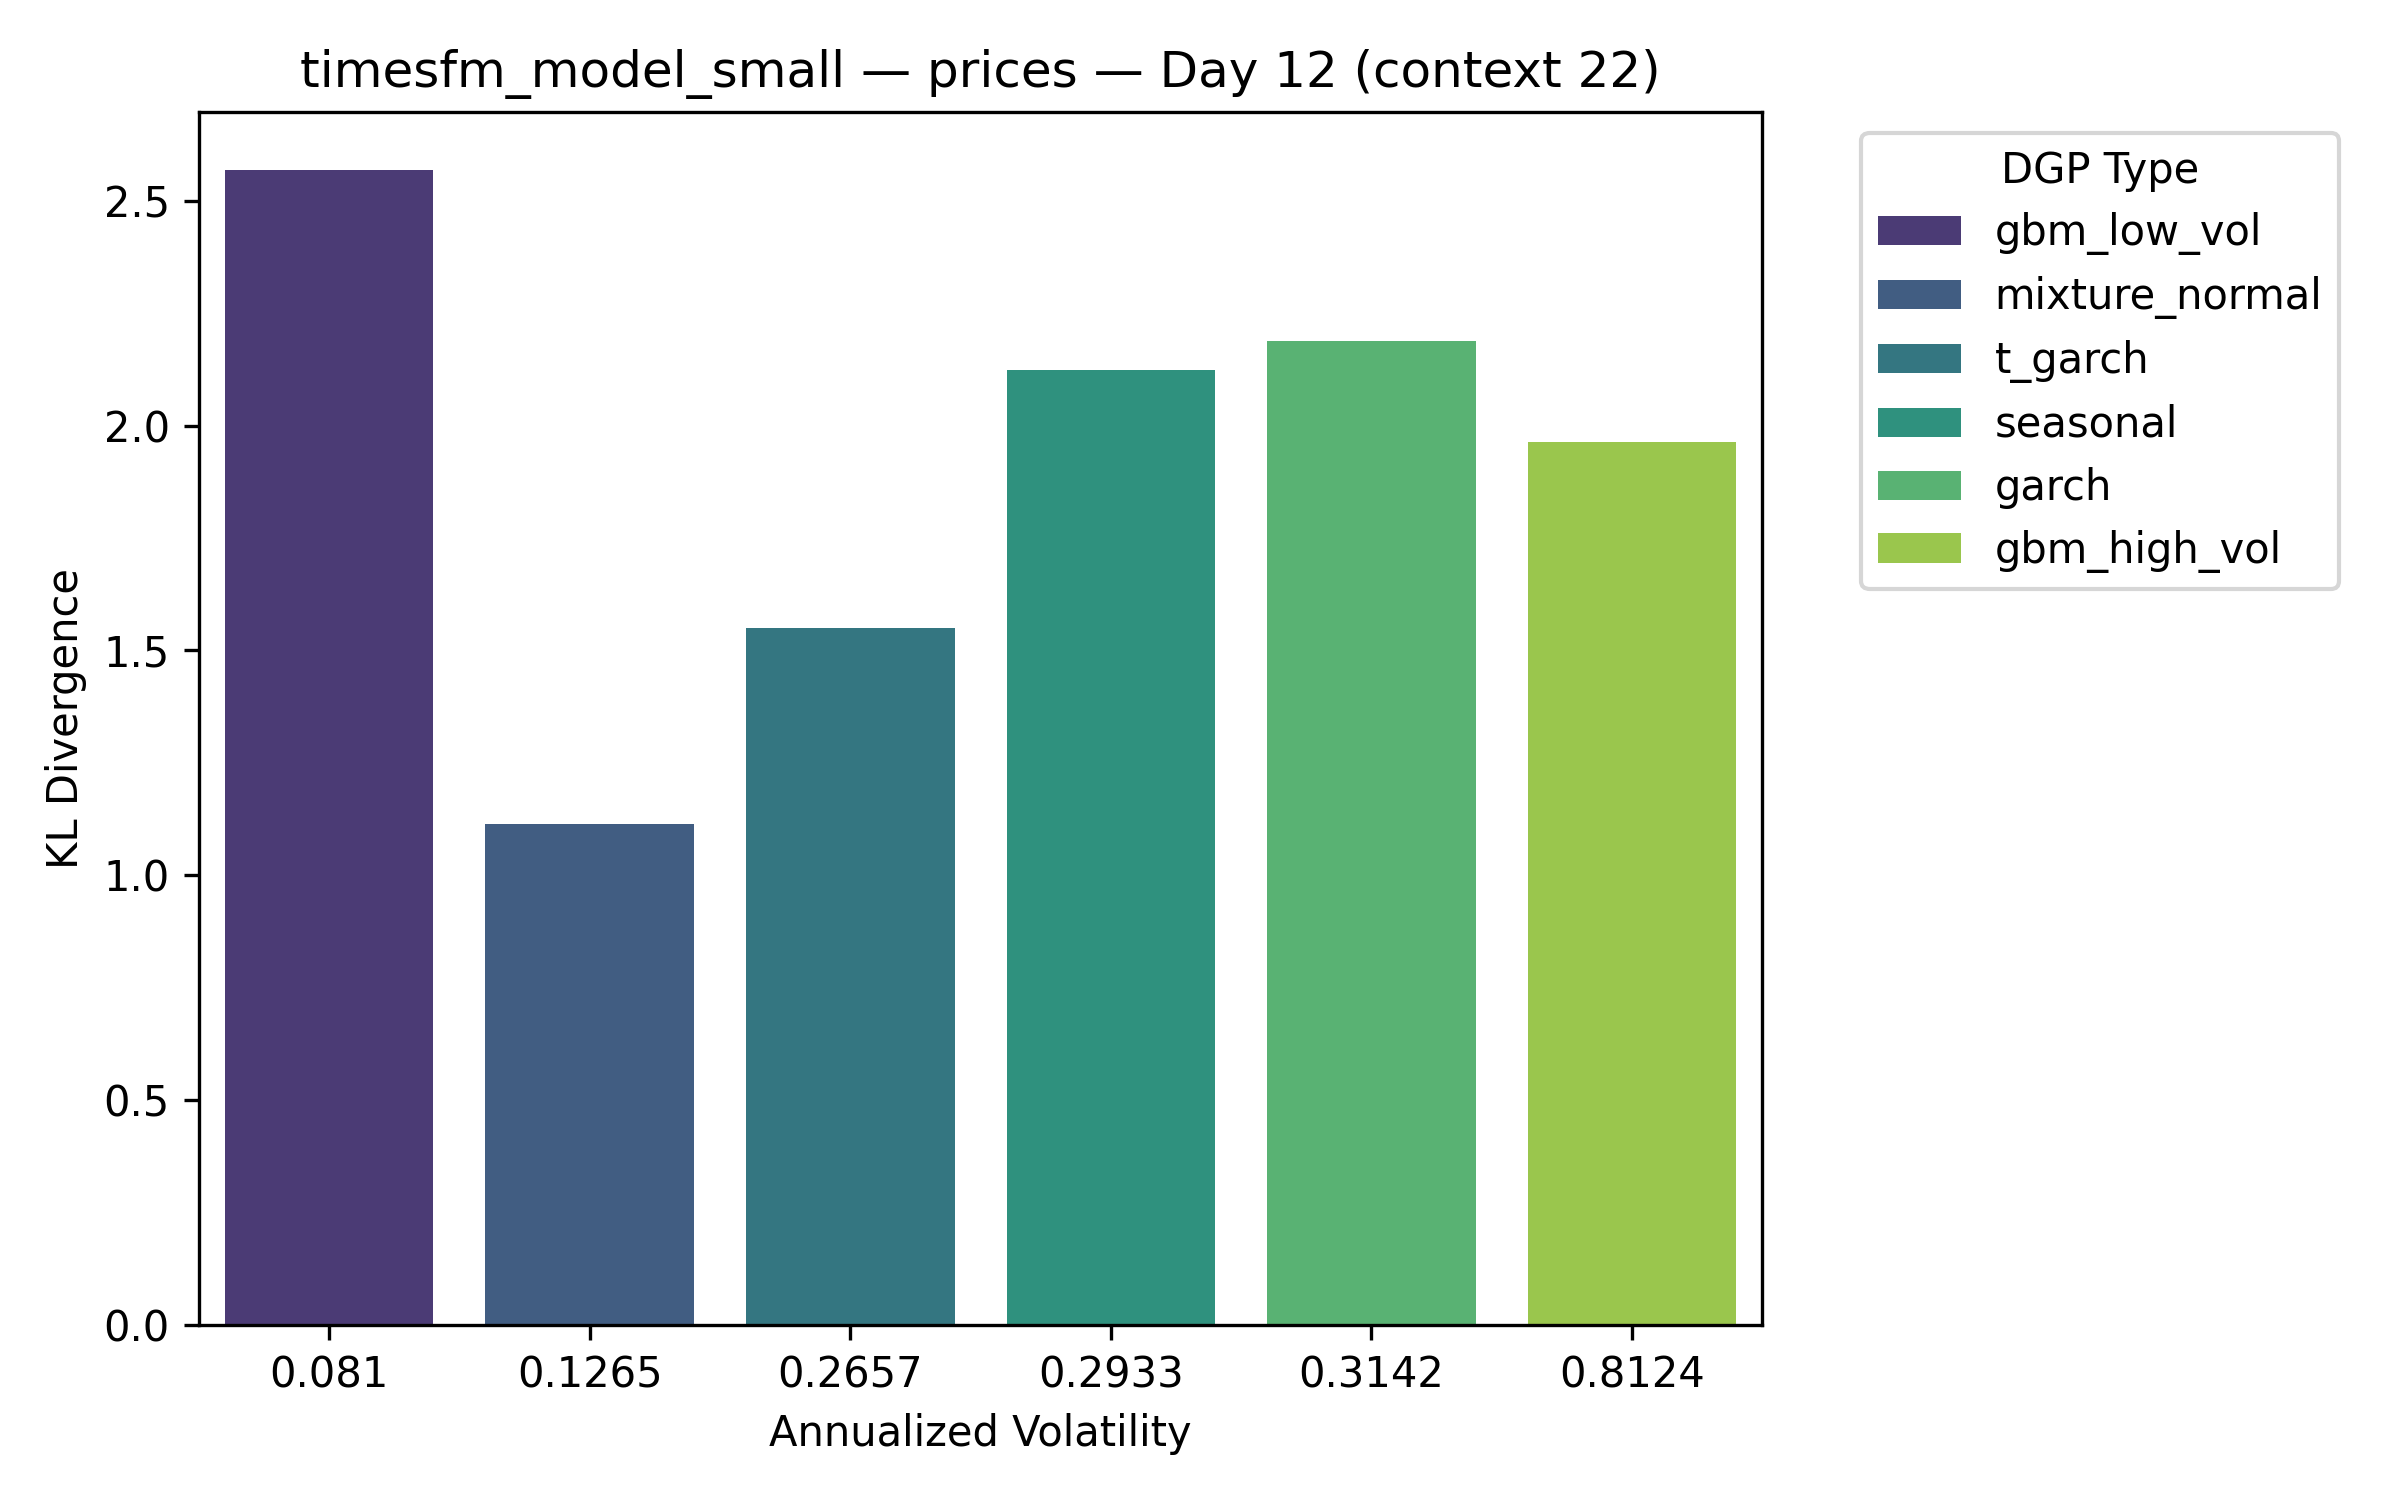 timesfm_model_small — prices — Day 12 (context 22)
KL Divergence
2.5
2.0
1.5
1.0
0.5
0.0
0.081 0.1265 0.2657 0.2933 0.3142 0.8124
Annualized Volatility
DGP Type
gbm_low_vol
mixture_normal
t_garch
seasonal
garch
gbm_high_vol